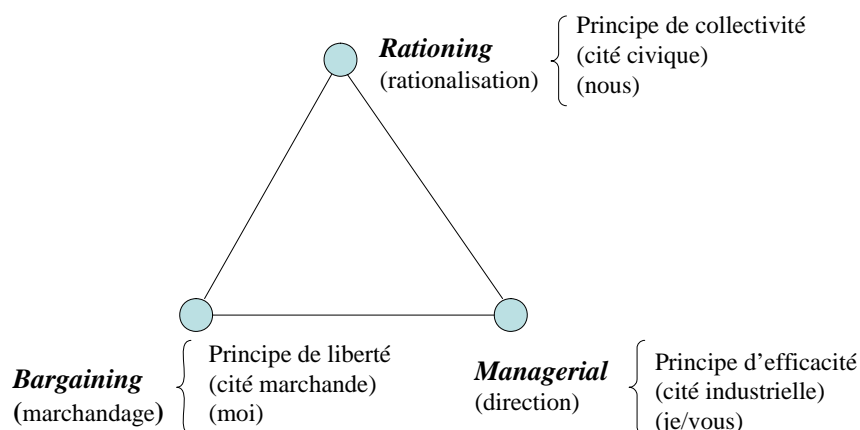 Rationing
(rationalisation)
Principe de collectivité
(cité civique)
(nous)
Bargaining
(marchandage)
Principe de liberté
(cité marchande)
(moi)
Managerial
(direction)
Principe d’efficacité
(cité industrielle)
(je/vous)